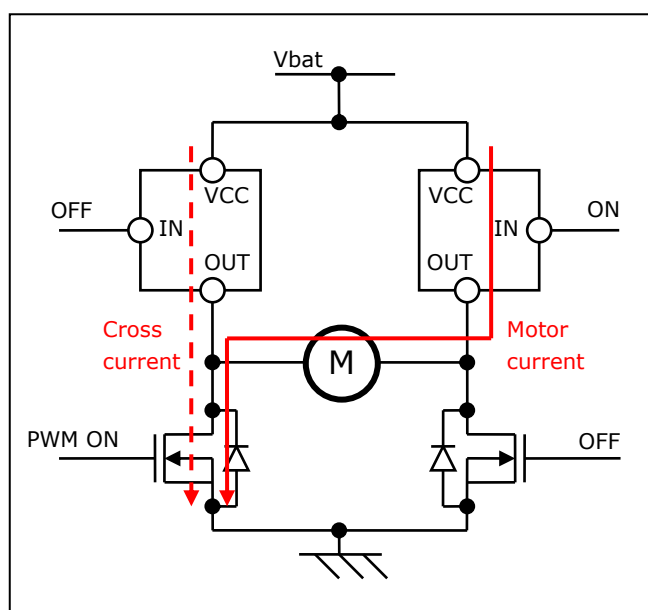 Vbat
VCC
VCC
OFF
IN
IN
ON
OUT
OUT
Cross
current
M
Motor
current
PWM ON
OFF